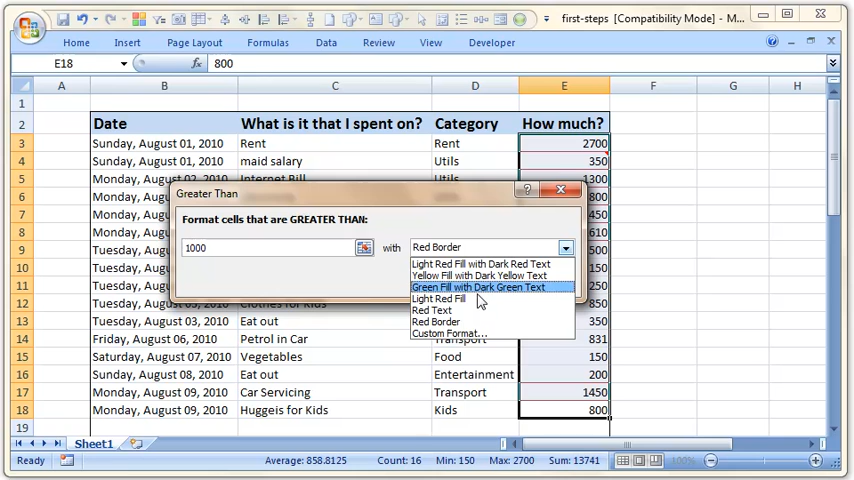 first-steps [Compatibility Mode] - M...
Home Insert Page Layout Formulas Data Review View Developer
E18 fx 800
A B C D E F G H
1
2 Date What is it that I spent on? Category How much?
3 Sunday, August 01, 2010 Rent Rent 2700
4 Sunday, August 01, 2010 maid salary Utils 350
5 Monday, August 02, 2010 Internet Bill Utils 1300
6 Monday, 800
7 Monday, 450
8 Monday, 610
9 Tuesday,
10 Tuesday, 250
11 Tuesday,
12 Tuesday, August 03, 2010 Clothes for Kids Kids 850
13 Tuesday, August 03, 2010 Eat out 350
14 Friday, August 06, 2010 Petrol in Car Transport 831
15 Saturday, August 07, 2010 Vegetables Food 150
16 Sunday, August 08, 2010 Eat out Entertainment 200
17 Monday, August 09, 2010 Car Servicing Transport 1450
18 Monday, August 09, 2010 Huggeis for Kids Kids 800
19
Greater Than
Format cells that are GREATER THAN:
1000 with Red Border
Light Red Fill with Dark Red Text
Yellow Fill with Dark Yellow Text
Green Fill with Dark Green Text
Light Red Fill
Red Text
Red Border
Custom Format...
Sheet1
Ready Average: 858.8125 Count: 16 Min: 150 Max: 2700 Sum: 13741 100%